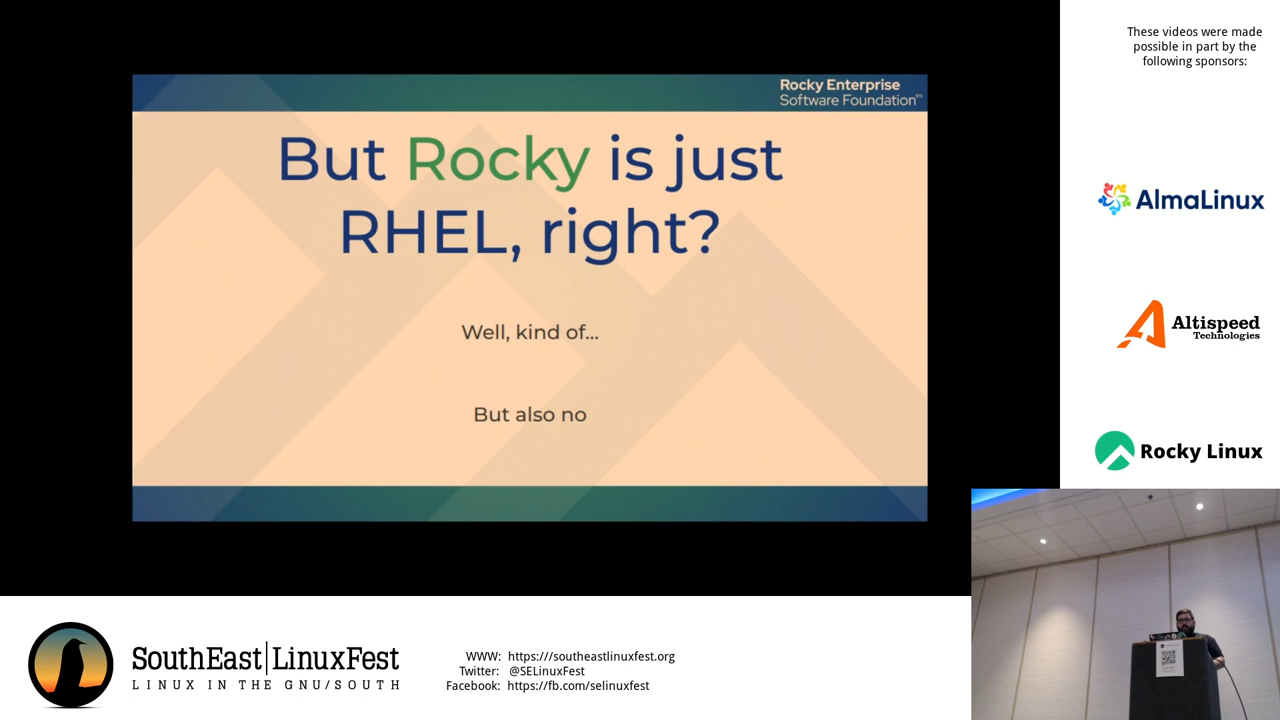 These videos were made
possible in part by the
following sponsors:
Rocky Enterprise
Software Foundation™
But Rocky is just
RHEL, right?
Well, kind of...
But also no
AlmaLinux
Altispeed
Technologies
Rocky Linux
SouthEast LinuxFest
LINUX IN THE GNU/SOUTH
WWW: https:///southeastlinuxfest.org
Twitter: @SELinuxFest
Facebook: https://fb.com/selinuxfest